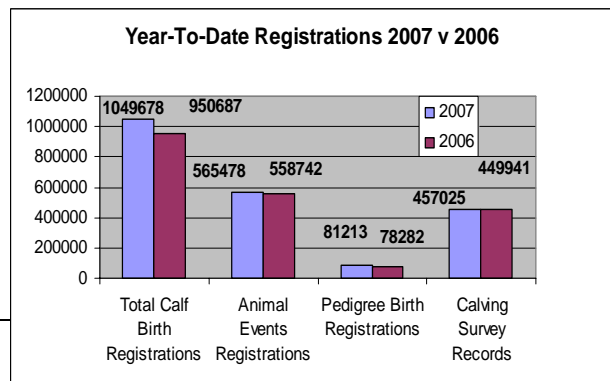 Year-To-Date Registrations 2007 v 2006
1200000
1000000
800000
600000
400000
200000
0
1049678
950687
565478
558742
81213
78282
457025
449941
2007
2006
Total Calf
Birth
Registrations
Animal
Events
Registrations
Pedigree Birth
Registrations
Calving
Survey
Records